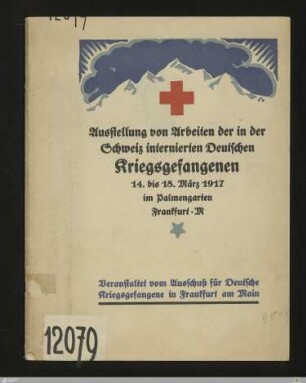 12079
Ausstellung von Arbeiten der in der
Schweiz internierten Deutschen
Kriegsgefangenen
14. bis 18. März 1917
im Palmengarten
Frankfurt-M
Veranstaltet vom Ausschuß für Deutsche
Kriegsgefangene in Frankfurt am Main
12079